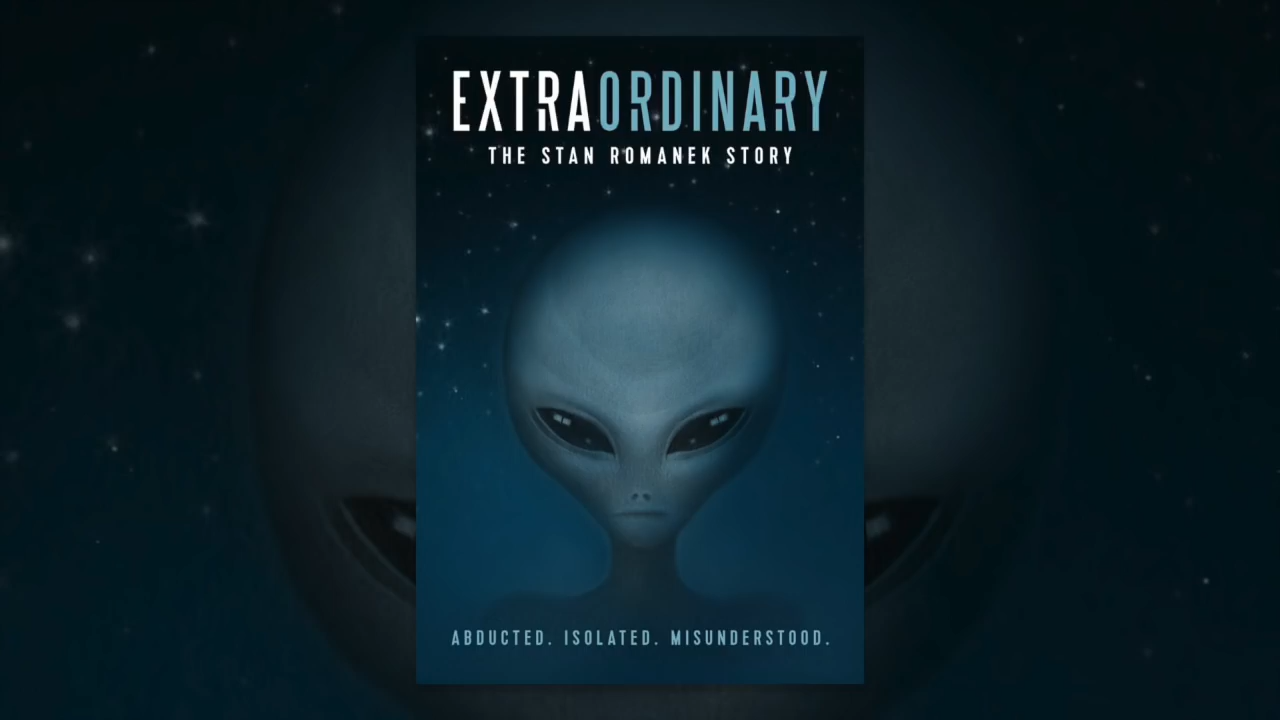 EXTRAORDINARY
THE STAN ROMANEK STORY
ABDUCTED. ISOLATED. MISUNDERSTOOD.